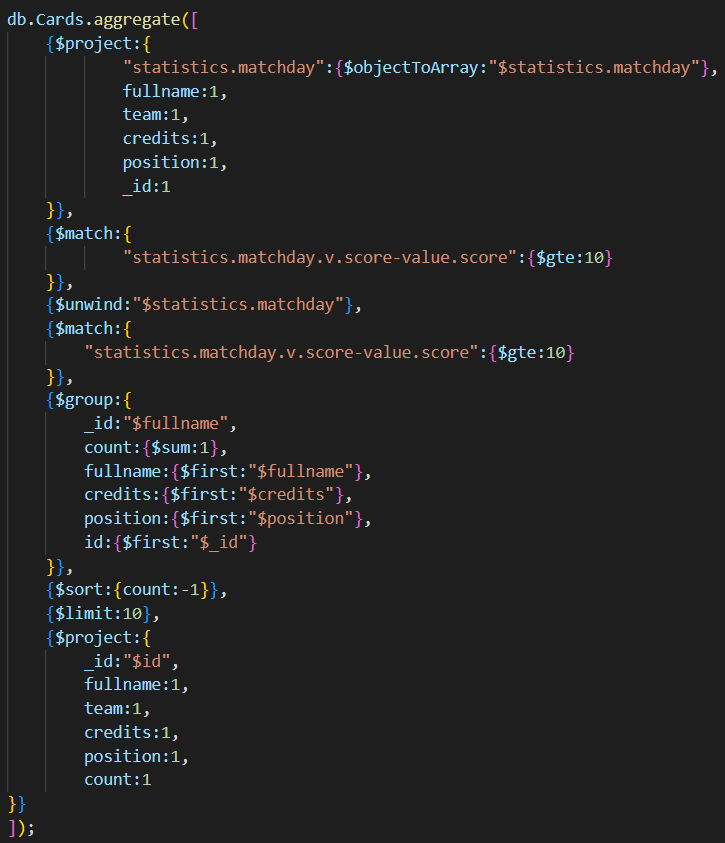 db.Cards.aggregate([
    {$project:{
            "statistics.matchday":{$objectToArray:"$statistics.matchday"},
            fullname:1,
            team:1,
            credits:1,
            position:1,
            _id:1
    }},
    {$match:{
            "statistics.matchday.v.score-value.score":{$gte:10}
    }},
    {$unwind:"$statistics.matchday"},
    {$match:{
        "statistics.matchday.v.score-value.score":{$gte:10}
    }},
    {$group:{
        _id:"$fullname",
        count:{$sum:1},
        fullname:{$first:"$fullname"},
        credits:{$first:"$credits"},
        position:{$first:"$position"},
        id:{$first:"$_id"}
    }},
    {$sort:{count:-1}},
    {$limit:10},
    {$project:{
        _id:"$id",
        fullname:1,
        team:1,
        credits:1,
        position:1,
        count:1
}}
]);